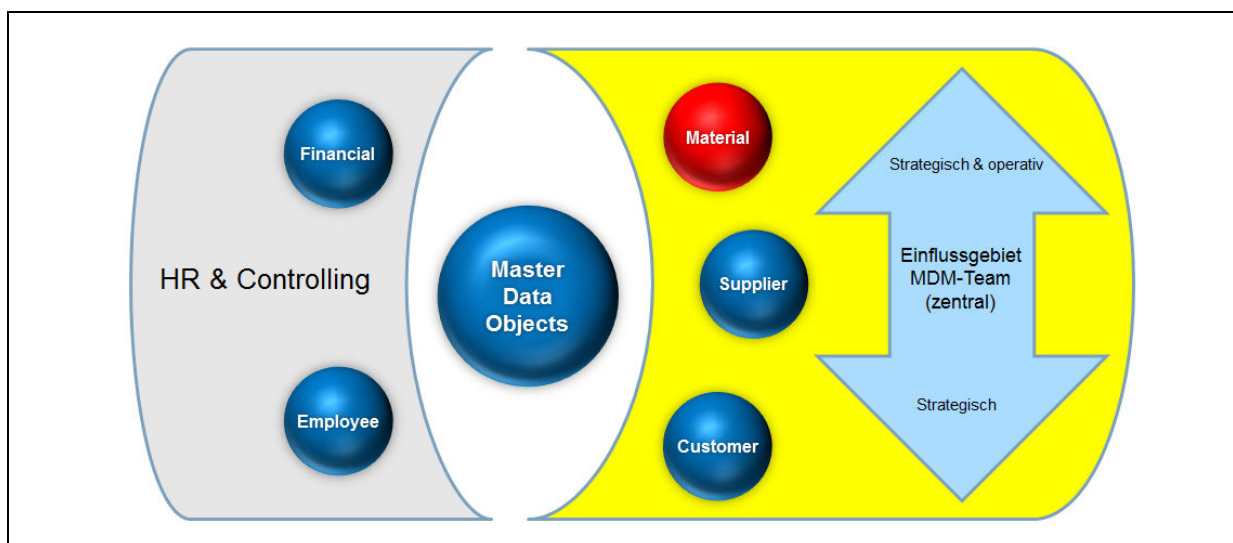 Financial
HR & Controlling
Employee
Master
Data
Objects
Material
Supplier
Customer
Strategisch & operativ
Einflussgebiet
MDM-Team
(zentral)
Strategisch